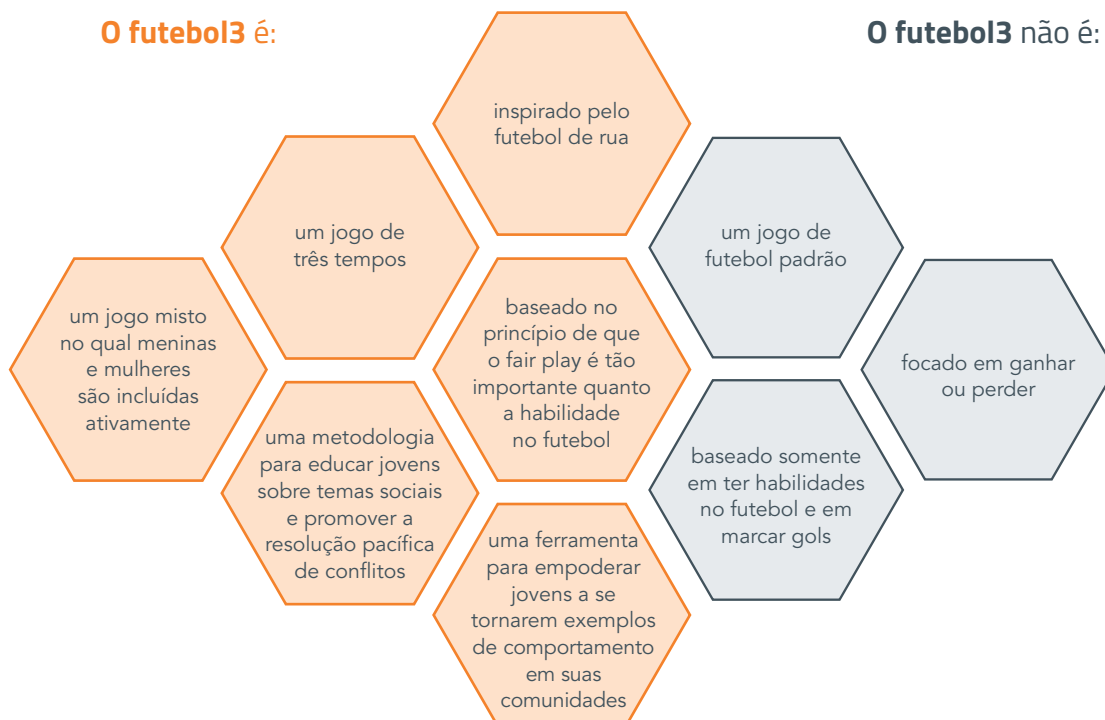 O futebol3 é:
O futebol3 não é:
inspirado pelo
futebol de rua
um jogo de
três tempos
um jogo de
futebol padrão
um jogo misto
no qual meninas
e mulheres
são incluídas
ativamente
baseado no
princípio de que
o fair play é tão
importante quanto
a habilidade
no futebol
focado em ganhar
ou perder
uma metodologia
para educar jovens
sobre temas sociais
e promover a
resolução pacífica
de conflitos
baseado somente
em ter habilidades
no futebol e em
marcar gols
uma ferramenta
para empoderar
jovens a se
tornarem exemplos
de comportamento
em suas
comunidades